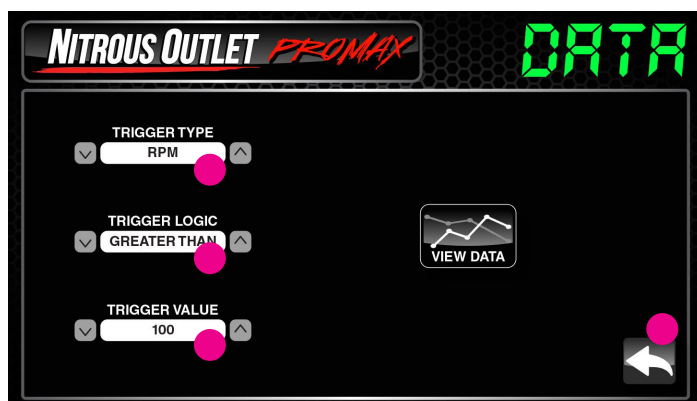 NITROUS OUTLET PROMAX
DATA
TRIGGER TYPE
RPM
TRIGGER LOGIC
GREATER THAN
TRIGGER VALUE
100
VIEW DATA